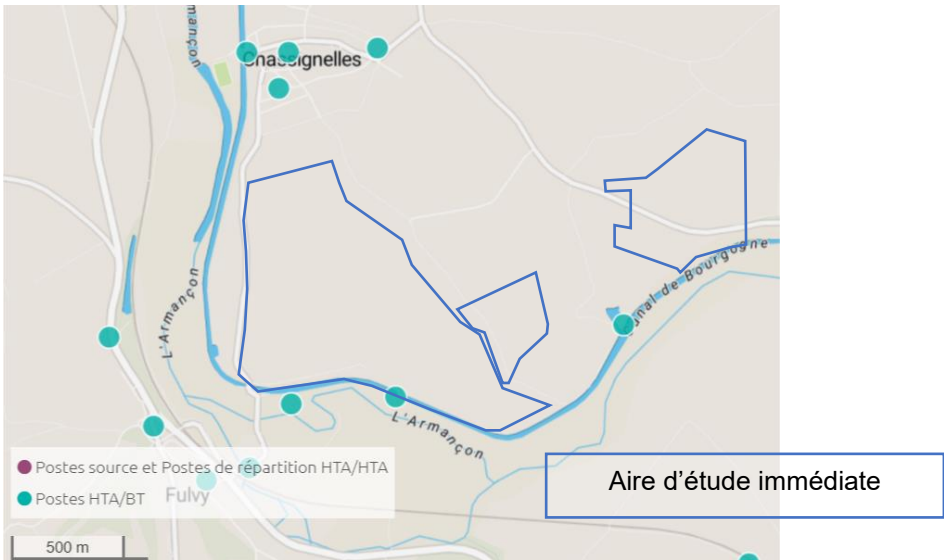 mançon
Chassignelles
L'Armançon
Canal de Bourgogne
L'Armançon
Postes source et Postes de répartition HTA/HTA
Postes HTA/BT
Fulvy
500 m
Aire d'étude immédiate